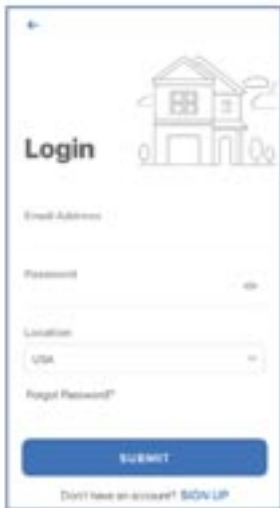 Login
Email Address
Password
Location
USA
Forgot Password?
SUBMIT
Don't have an account? SIGN UP